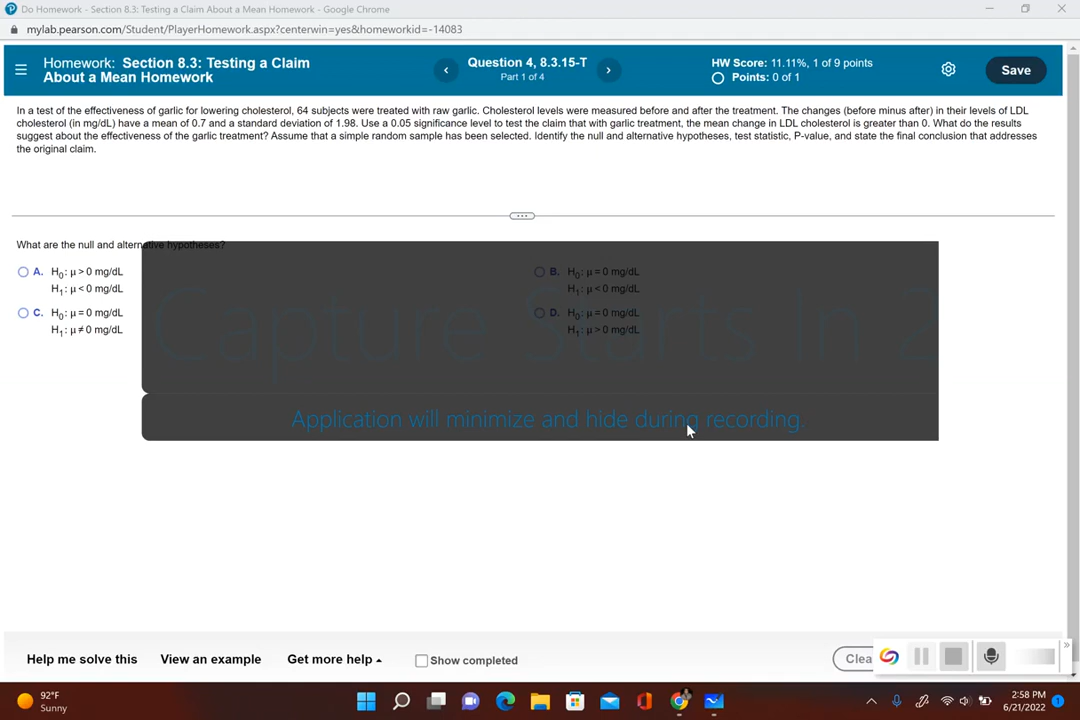 Do Homework - Section 8.3: Testing a Claim About a Mean Homework - Google Chrome
mylab.pearson.com/Student/PlayerHomework.aspx?centerwin=yes&homeworkid=-14083
Homework: Section 8.3: Testing a Claim
About a Mean Homework
Question 4, 8.3.15-T
Part 1 of 4
HW Score: 11.11%, 1 of 9 points
Points: 0 of 1
Save
In a test of the effectiveness of garlic for lowering cholesterol, 64 subjects were treated with raw garlic. Cholesterol levels were measured before and after the treatment. The changes (before minus after) in their levels of LDL
cholesterol (in mg/dL) have a mean of 0.7 and a standard deviation of 1.98. Use a 0.05 significance level to test the claim that with garlic treatment, the mean change in LDL cholesterol is greater than 0. What do the results
suggest about the effectiveness of the garlic treatment? Assume that a simple random sample has been selected. Identify the null and alternative hypotheses, test statistic, P-value, and state the final conclusion that addresses
the original claim.
What are the null and alternative hypotheses?
A. H0: μ > 0 mg/dL
H1: μ < 0 mg/dL
B. H0: μ = 0 mg/dL
H1: μ < 0 mg/dL
C. H0: μ = 0 mg/dL
H1: μ ≠ 0 mg/dL
D. H0: μ = 0 mg/dL
H1: μ > 0 mg/dL
Capture Starts In 2
Application will minimize and hide during recording.
Help me solve this
View an example
Get more help
Show completed
Clea
92°F
Sunny
2:58 PM
6/21/2022